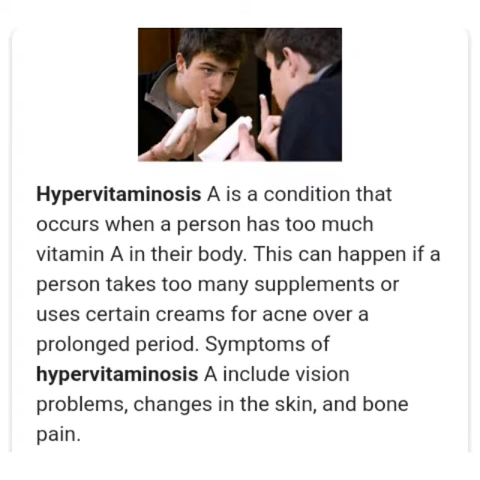 Hypervitaminosis A is a condition that
occurs when a person has too much
vitamin A in their body. This can happen if a
person takes too many supplements or
uses certain creams for acne over a
prolonged period. Symptoms of
hypervitaminosis A include vision
problems, changes in the skin, and bone
pain.